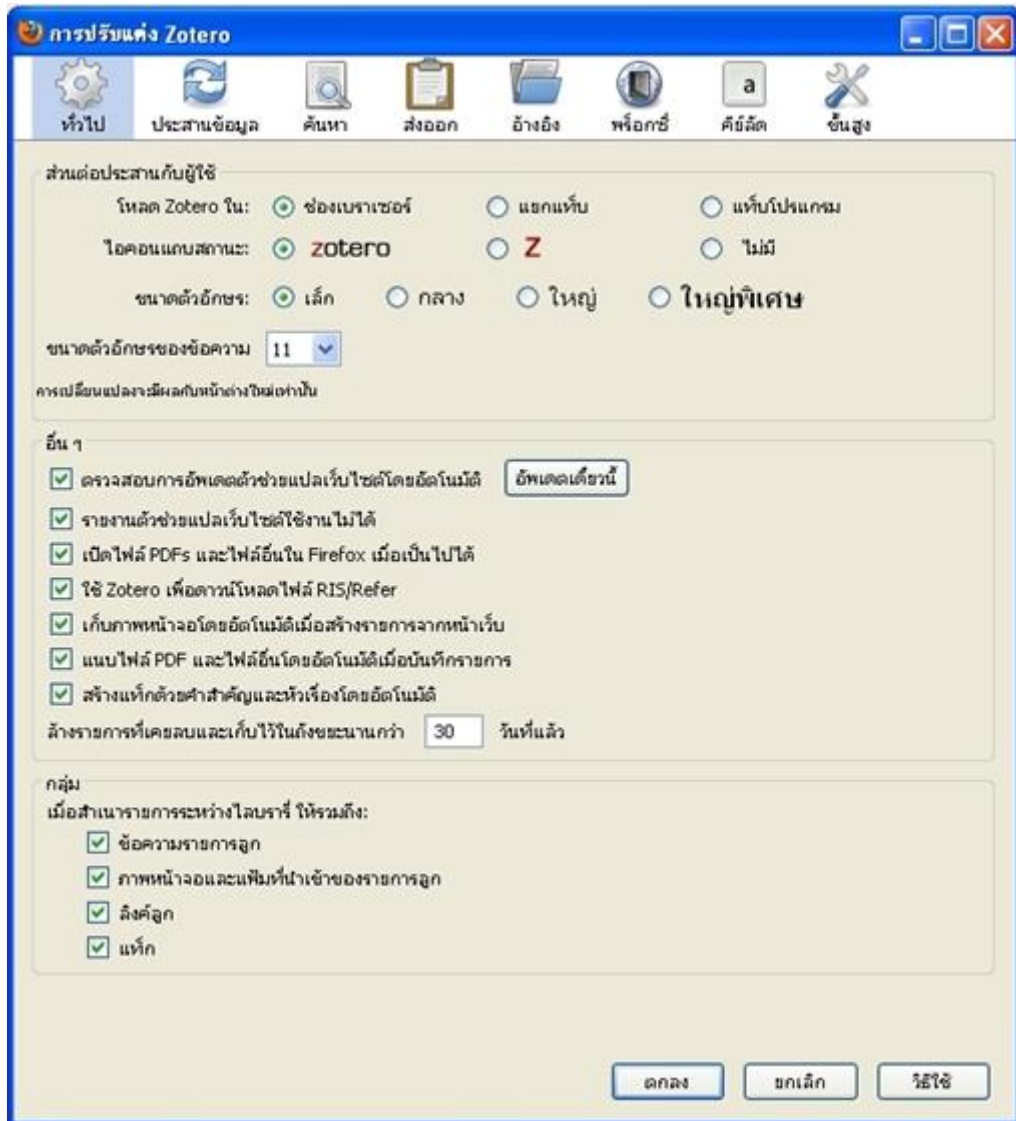 การปรับแต่ง Zotero
ทั่วไป ประสานข้อมูล ค้นหา ส่งออก อ้างอิง พร็อกซี่ คีย์ลัด ขั้นสูง
ส่วนต่อประสานกับผู้ใช้
โหลด Zotero ใน: ช่องเบราเซอร์ แยกแท็บ แท็บโปรแกรม
ไอคอนแถบสถานะ: zotero Z ไม่มี
ขนาดตัวอักษร: เล็ก กลาง ใหญ่ ใหญ่พิเศษ
ขนาดตัวอักษรของข้อความ 11
การเปลี่ยนแปลงจะมีผลกับหน้าต่างใหม่เท่านั้น
อื่น ๆ
ตรวจสอบการอัพเดตตัวช่วยแปลเว็บไซต์โดยอัตโนมัติ อัพเดตเดี๋ยวนี้
รายงานตัวช่วยแปลเว็บไซต์ใช้งานไม่ได้
เปิดไฟล์ PDFs และไฟล์อื่นใน Firefox เมื่อเป็นไปได้
ใช้ Zotero เพื่อดาวน์โหลดไฟล์ RIS/Refer
เก็บภาพหน้าจอโดยอัตโนมัติเมื่อสร้างรายการจากหน้าเว็บ
แนบไฟล์ PDF และไฟล์อื่นโดยอัตโนมัติเมื่อบันทึกรายการ
สร้างแท็กด้วยคำสำคัญและหัวเรื่องโดยอัตโนมัติ
ล้างรายการที่เคยลบและเก็บไว้ในถังขยะนานกว่า 30 วันที่แล้ว
กลุ่ม
เมื่อสำเนารายการระหว่างไลบรารี่ ให้รวมถึง:
ข้อความรายการลูก
ภาพหน้าจอและแฟ้มที่นำเข้าของรายการลูก
ลิงค์ลูก
แท็ก
ตกลง ยกเลิก วิธีใช้